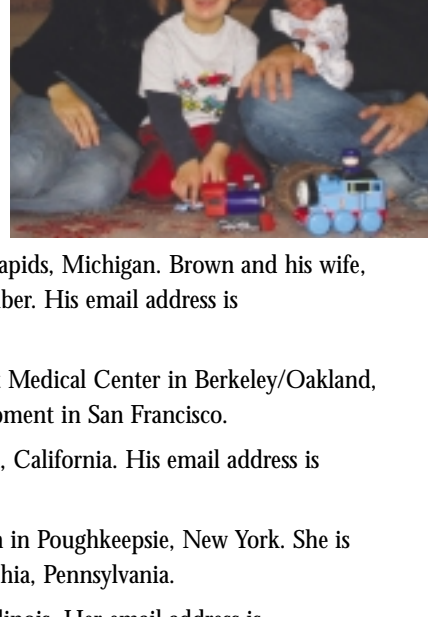 apids, Michigan. Brown and his wife,
ber. His email address is
Medical Center in Berkeley/Oakland,
pment in San Francisco.
, California. His email address is
in Poughkeepsie, New York. She is
hia, Pennsylvania.
linois. Her email address is